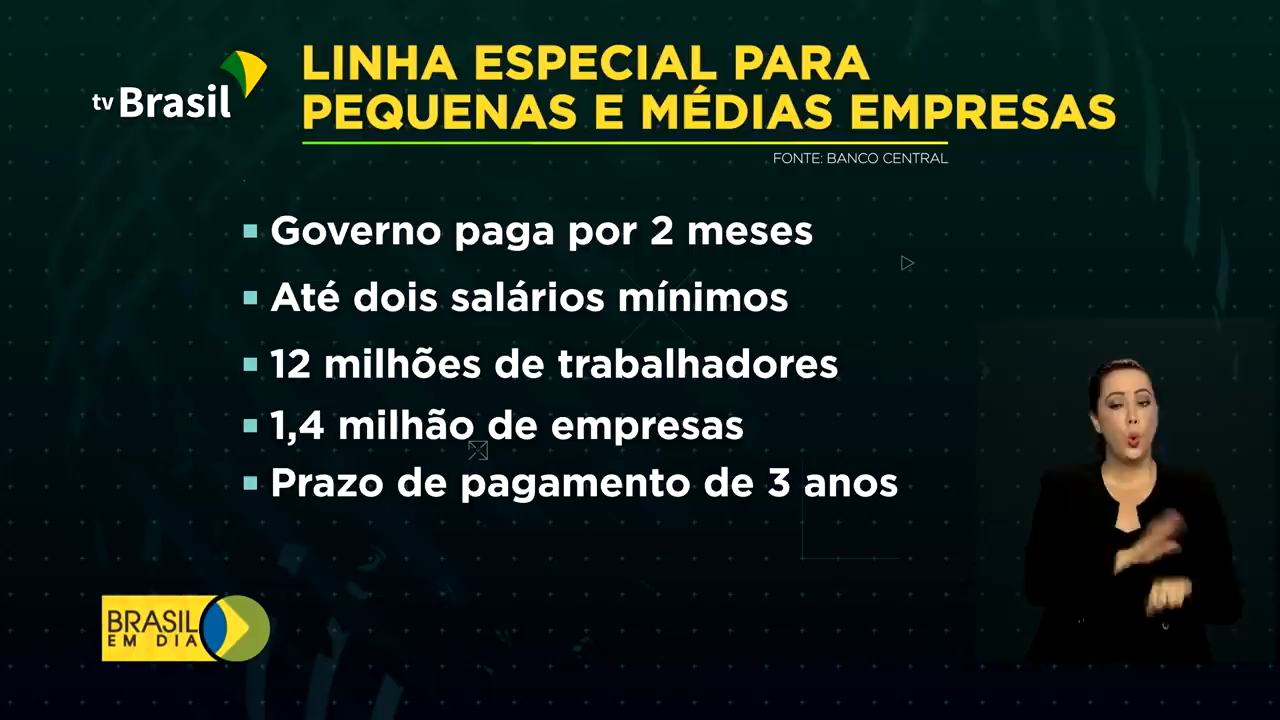 tv Brasil
LINHA ESPECIAL PARA
PEQUENAS E MÉDIAS EMPRESAS
FONTE: BANCO CENTRAL
Governo paga por 2 meses
Até dois salários mínimos
12 milhões de trabalhadores
1,4 milhão de empresas
Prazo de pagamento de 3 anos
BRASIL
EM DIA